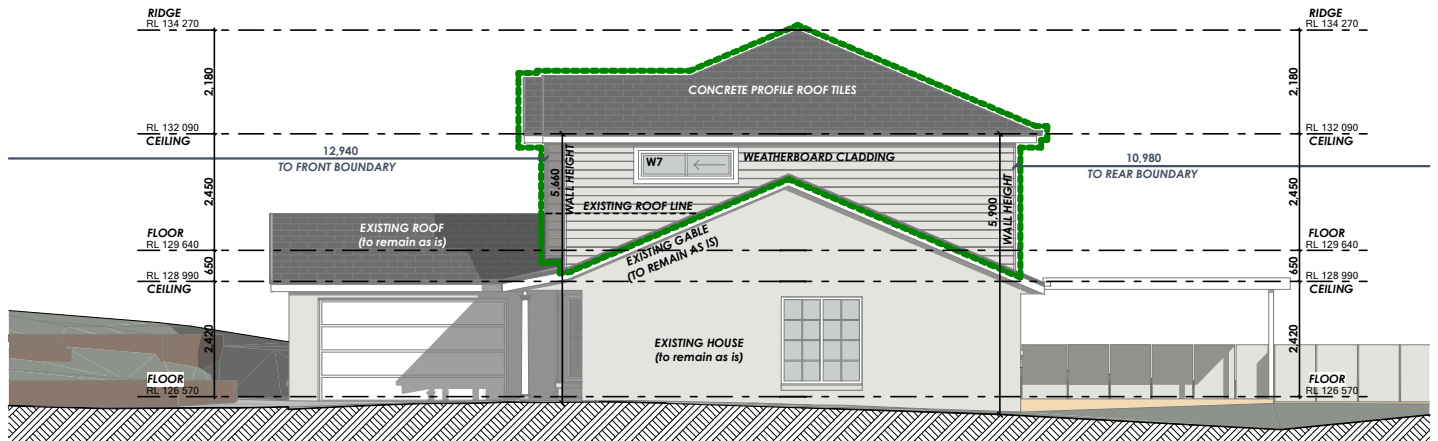 RIDGE
RL 134 270
RIDGE
RL 134 270
2,180
2,180
CONCRETE PROFILE ROOF TILES
RL 132 090
CEILING
RL 132 090
CEILING
12,940
TO FRONT BOUNDARY
W7
WEATHERBOARD CLADDING
10,980
TO REAR BOUNDARY
2,450
5,660
WALL HEIGHT
5,900
WALL HEIGHT
2,450
EXISTING ROOF LINE
EXISTING ROOF
(to remain as is)
EXISTING GABLE
(TO REMAIN AS IS)
FLOOR
RL 129 640
FLOOR
RL 129 640
650
650
RL 128 990
CEILING
RL 128 990
CEILING
2,420
2,420
EXISTING HOUSE
(to remain as is)
FLOOR
RL 126 570
FLOOR
RL 126 570